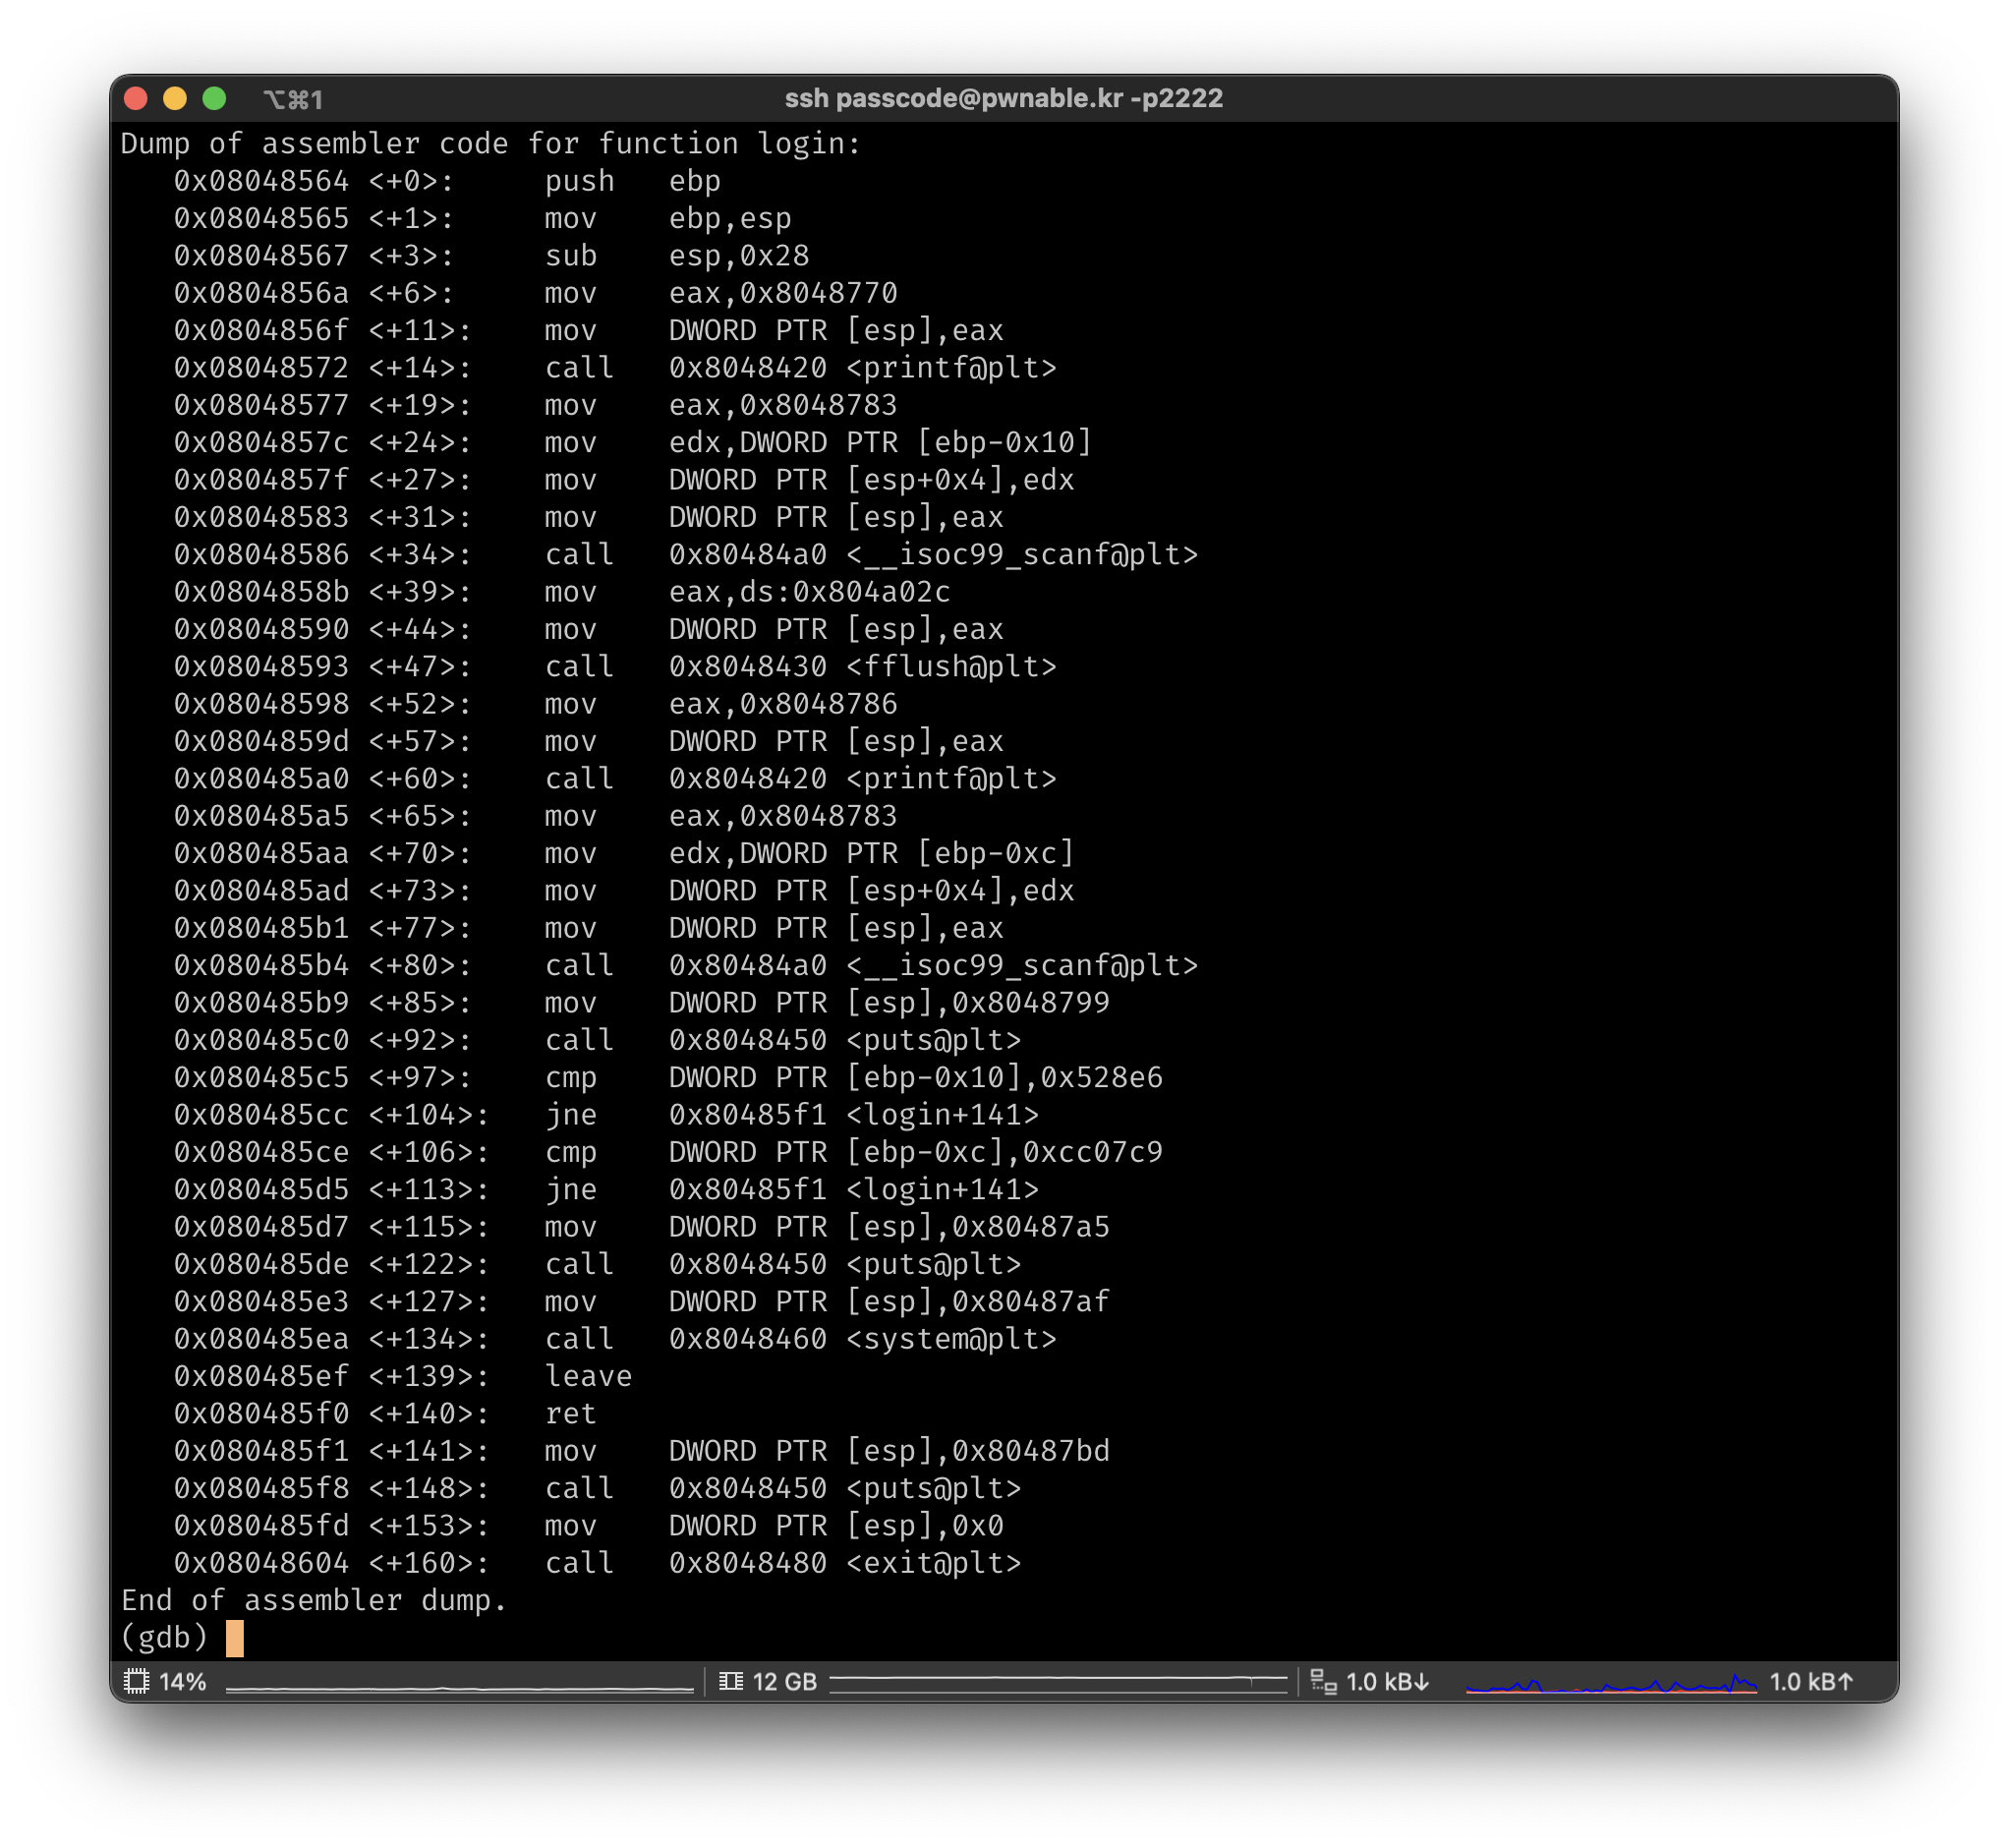 ⌥⌘1 ssh passcode@pwnable.kr -p2222
Dump of assembler code for function login:
   0x08048564 <+0>:     push   ebp
   0x08048565 <+1>:     mov    ebp,esp
   0x08048567 <+3>:     sub    esp,0x28
   0x0804856a <+6>:     mov    eax,0x8048770
   0x0804856f <+11>:    mov    DWORD PTR [esp],eax
   0x08048572 <+14>:    call   0x8048420 <printf@plt>
   0x08048577 <+19>:    mov    eax,0x8048783
   0x0804857c <+24>:    mov    edx,DWORD PTR [ebp-0x10]
   0x0804857f <+27>:    mov    DWORD PTR [esp+0x4],edx
   0x08048583 <+31>:    mov    DWORD PTR [esp],eax
   0x08048586 <+34>:    call   0x80484a0 <__isoc99_scanf@plt>
   0x0804858b <+39>:    mov    eax,ds:0x804a02c
   0x08048590 <+44>:    mov    DWORD PTR [esp],eax
   0x08048593 <+47>:    call   0x8048430 <fflush@plt>
   0x08048598 <+52>:    mov    eax,0x8048786
   0x0804859d <+57>:    mov    DWORD PTR [esp],eax
   0x080485a0 <+60>:    call   0x8048420 <printf@plt>
   0x080485a5 <+65>:    mov    eax,0x8048783
   0x080485aa <+70>:    mov    edx,DWORD PTR [ebp-0xc]
   0x080485ad <+73>:    mov    DWORD PTR [esp+0x4],edx
   0x080485b1 <+77>:    mov    DWORD PTR [esp],eax
   0x080485b4 <+80>:    call   0x80484a0 <__isoc99_scanf@plt>
   0x080485b9 <+85>:    mov    DWORD PTR [esp],0x8048799
   0x080485c0 <+92>:    call   0x8048450 <puts@plt>
   0x080485c5 <+97>:    cmp    DWORD PTR [ebp-0x10],0x528e6
   0x080485cc <+104>:   jne    0x80485f1 <login+141>
   0x080485ce <+106>:   cmp    DWORD PTR [ebp-0xc],0xcc07c9
   0x080485d5 <+113>:   jne    0x80485f1 <login+141>
   0x080485d7 <+115>:   mov    DWORD PTR [esp],0x80487a5
   0x080485de <+122>:   call   0x8048450 <puts@plt>
   0x080485e3 <+127>:   mov    DWORD PTR [esp],0x80487af
   0x080485ea <+134>:   call   0x8048460 <system@plt>
   0x080485ef <+139>:   leave
   0x080485f0 <+140>:   ret
   0x080485f1 <+141>:   mov    DWORD PTR [esp],0x80487bd
   0x080485f8 <+148>:   call   0x8048450 <puts@plt>
   0x080485fd <+153>:   mov    DWORD PTR [esp],0x0
   0x08048604 <+160>:   call   0x8048480 <exit@plt>
End of assembler dump.
(gdb)
14% 12 GB 1.0 kB↓ 1.0 kB↑